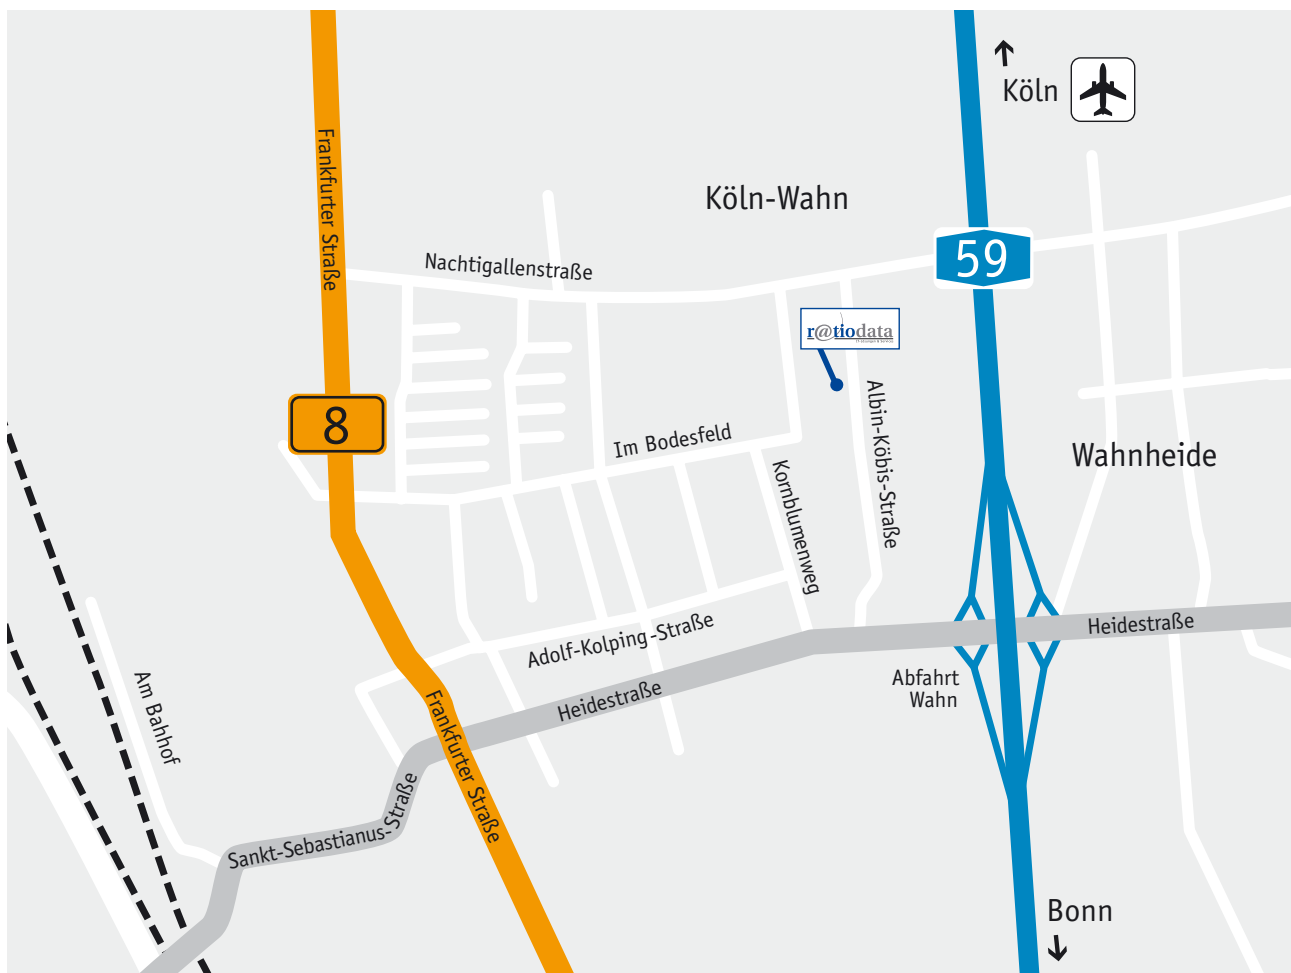 Köln
Frankfurter Straße
Köln-Wahn
59
Nachtigallenstraße
r@tiodata
8
Albin-Köbis-Straße
Im Bodesfeld
Wahnheide
Kornblumenweg
Heidestraße
Adolf-Kolping-Straße
Abfahrt
Wahn
Am Bahhof
Heidestraße
Frankfurter Straße
Sankt-Sebastianus-Straße
Bonn